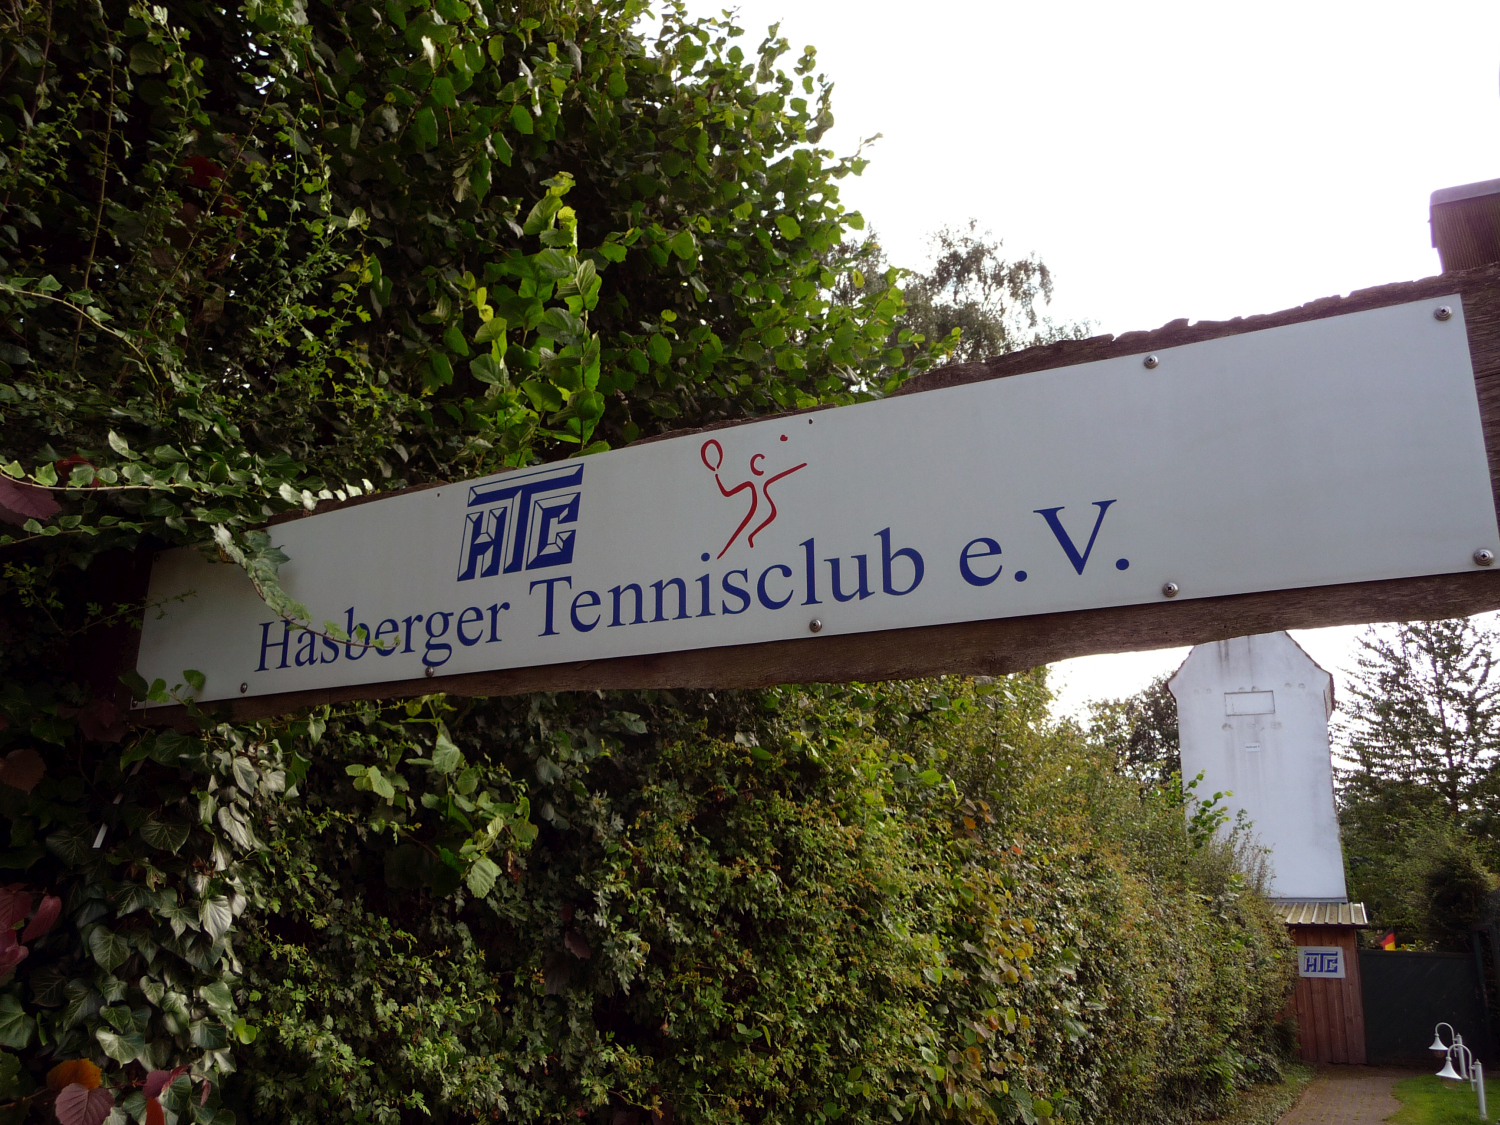 HTC
Hasberger Tennisclub e.V.
HTC